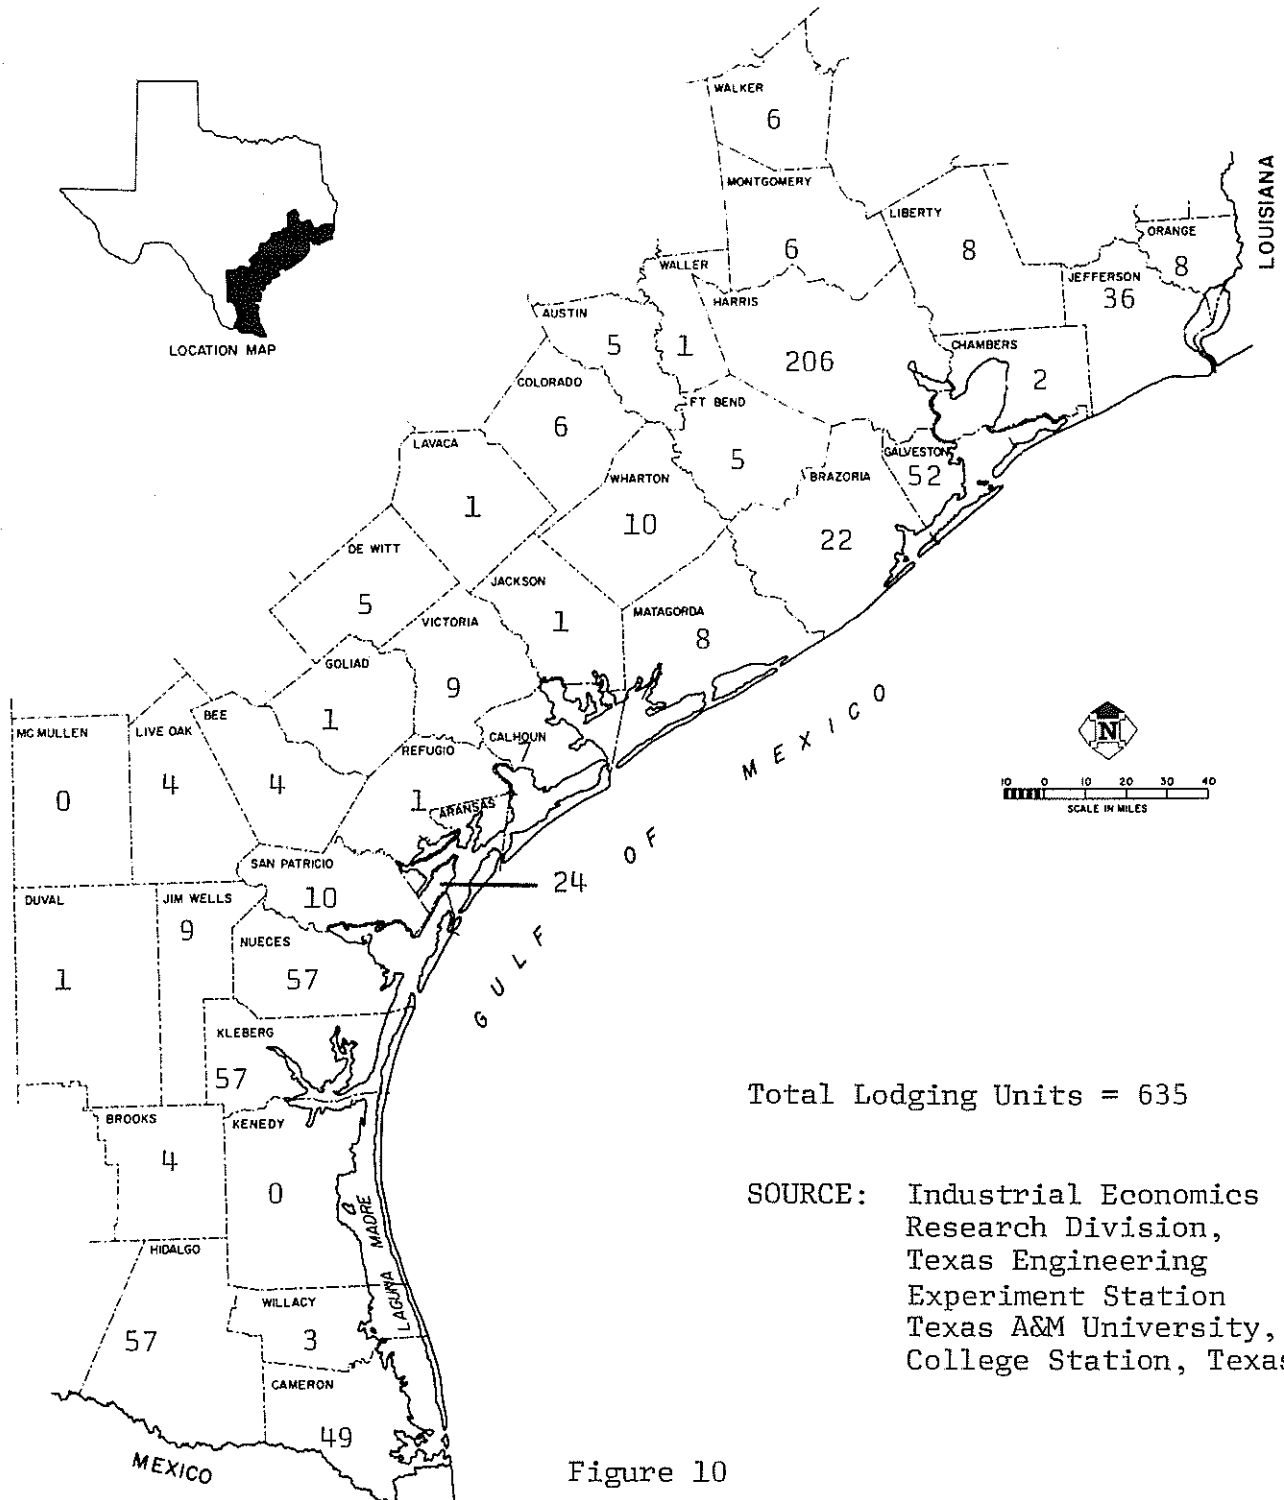 WALKER
6
MONTGOMERY
6
LIBERTY
8
ORANGE
8
LOUISIANA
JEFFERSON
36
WALLER
1
HARRIS
206
AUSTIN
5
CHAMBERS
2
LOCATION MAP
COLORADO
6
FT BEND
5
LAVACA
1
WHARTON
10
BRAZORIA
22
GALVESTON
52
DE WITT
5
JACKSON
1
VICTORIA
9
MATAGORDA
8
GOLIAD
1
MC MULLEN
0
LIVE OAK
4
BEE
4
REFUGIO
1
CALHOUN
7
ARANSAS
24
GULF OF MEXICO
N
10 0 10 20 30 40
SCALE IN MILES
SAN PATRICIO
10
DUVAL
1
JIM WELLS
9
NUECES
57
KLEBERG
57
BROOKS
4
KENEDY
0
LAGUNA MADRE
HIDALGO
57
WILLACY
3
CAMERON
49
MEXICO
Total Lodging Units = 635
SOURCE: Industrial Economics
Research Division,
Texas Engineering
Experiment Station
Texas A&M University,
College Station, Texas
Figure 10